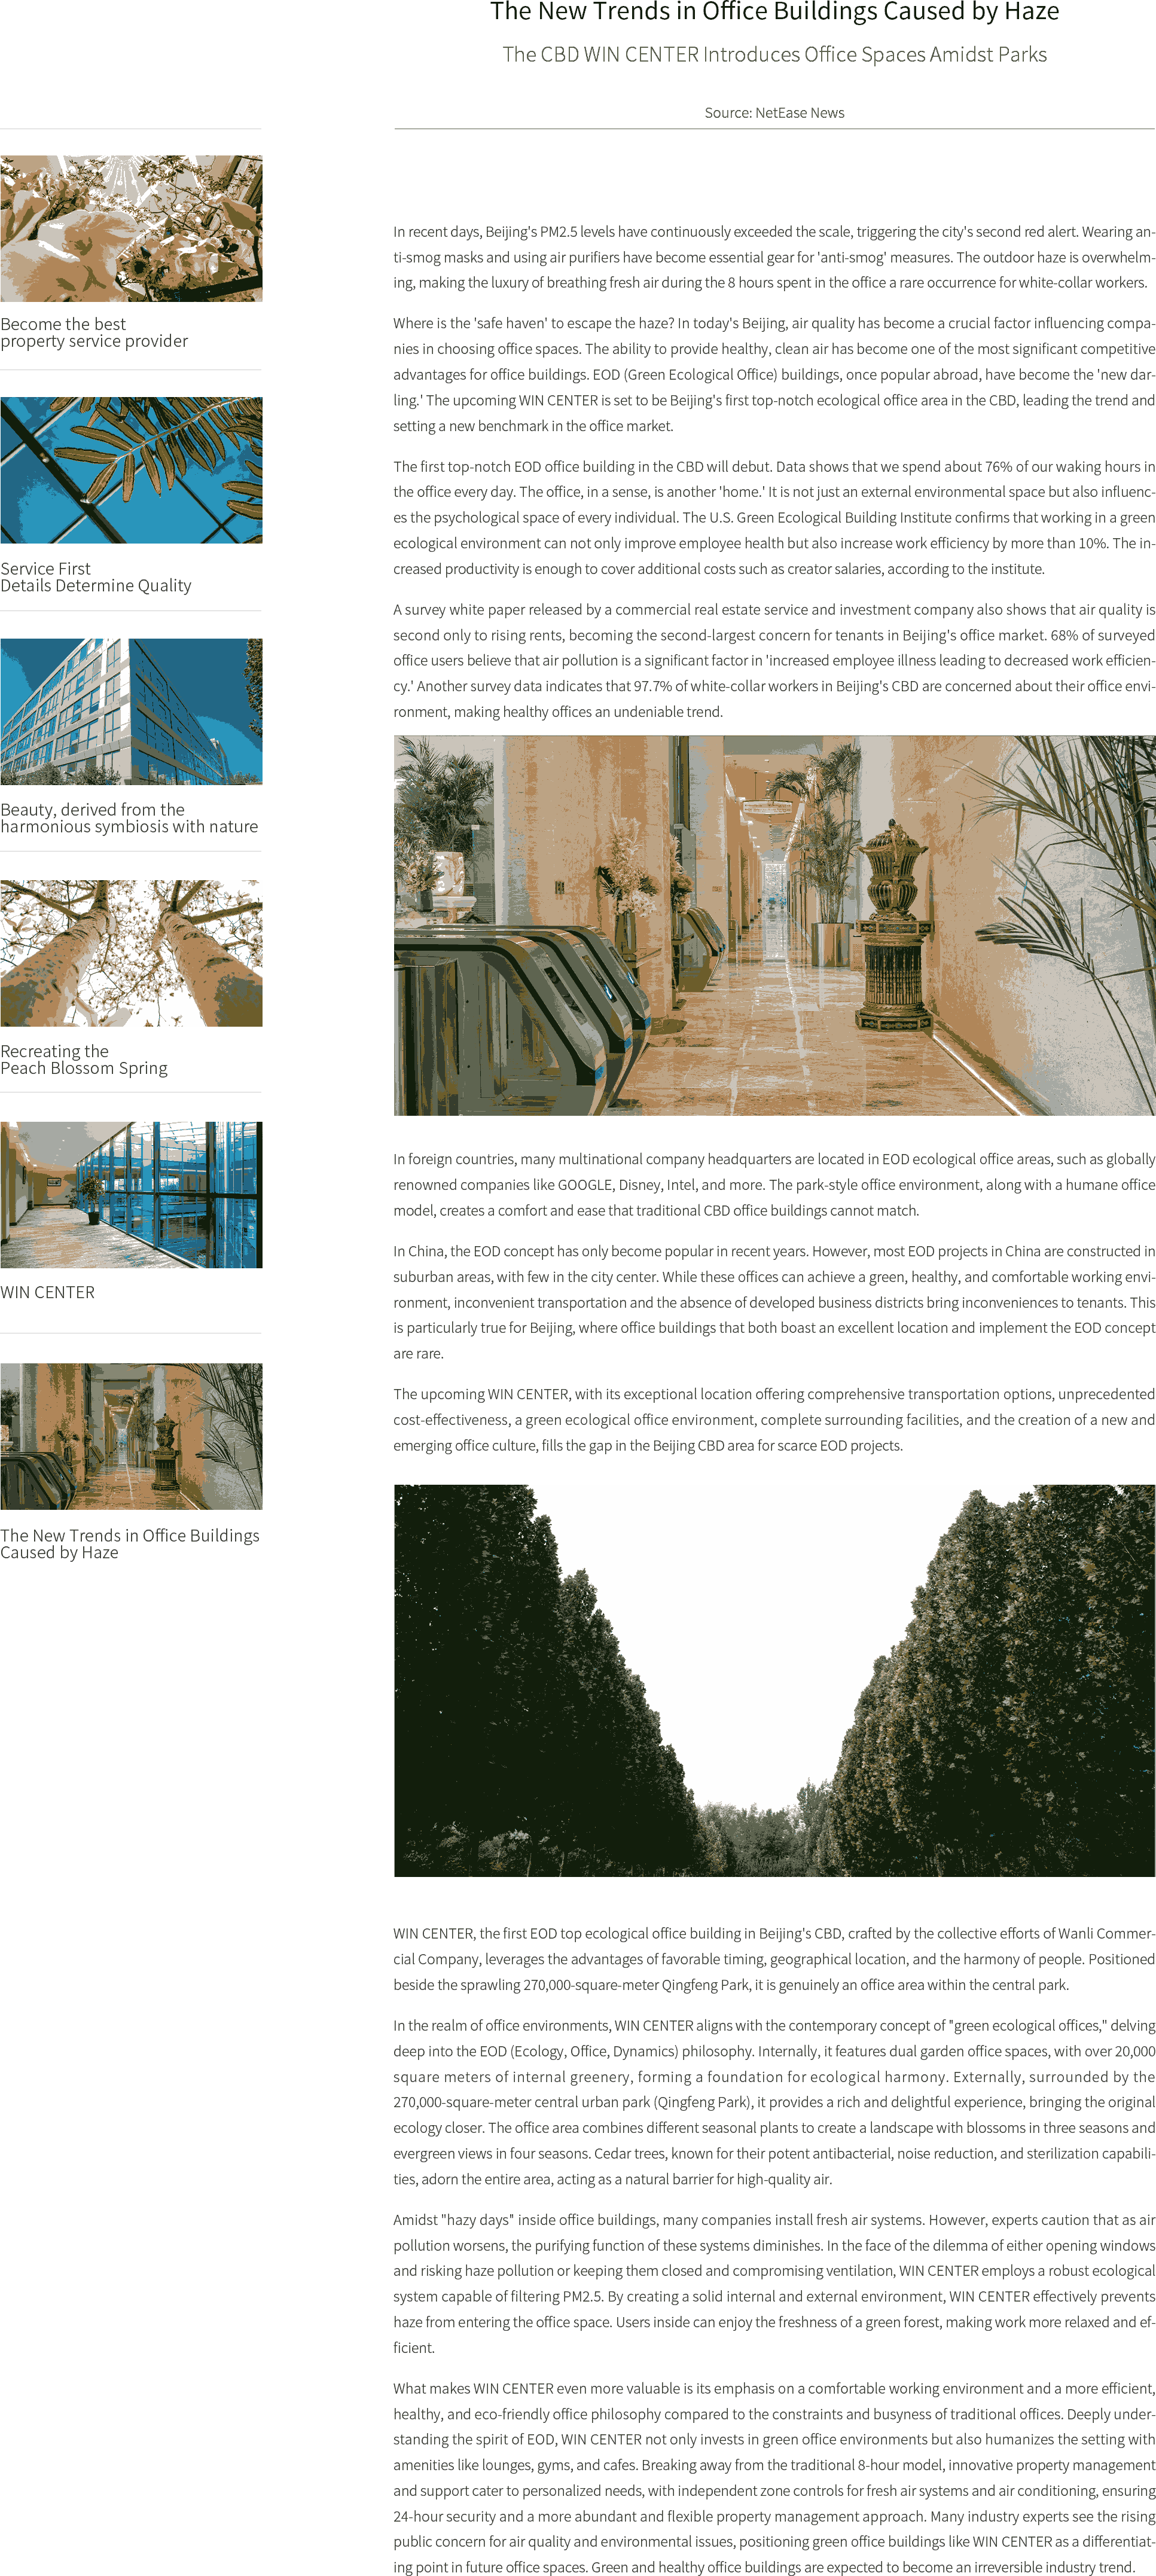 The New Trends in Office Buildings Caused by Haze
The CBD WIN CENTER Introduces Office Spaces Amidst Parks
Source: NetEase News
Become the best
property service provider
Service First
Details Determine Quality
Beauty, derived from the
harmonious symbiosis with nature
Recreating the
Peach Blossom Spring
WIN CENTER
The New Trends in Office Buildings
Caused by Haze
In recent days, Beijing's PM2.5 levels have continuously exceeded the scale, triggering the city's second red alert. Wearing an-
ti-smog masks and using air purifiers have become essential gear for 'anti-smog' measures. The outdoor haze is overwhelm-
ing, making the luxury of breathing fresh air during the 8 hours spent in the office a rare occurrence for white-collar workers.
Where is the 'safe haven' to escape the haze? In today's Beijing, air quality has become a crucial factor influencing compa-
nies in choosing office spaces. The ability to provide healthy, clean air has become one of the most significant competitive
advantages for office buildings. EOD (Green Ecological Office) buildings, once popular abroad, have become the 'new dar-
ling.' The upcoming WIN CENTER is set to be Beijing's first top-notch ecological office area in the CBD, leading the trend and
setting a new benchmark in the office market.
The first top-notch EOD office building in the CBD will debut. Data shows that we spend about 76% of our waking hours in
the office every day. The office, in a sense, is another 'home.' It is not just an external environmental space but also influenc-
es the psychological space of every individual. The U.S. Green Ecological Building Institute confirms that working in a green
ecological environment can not only improve employee health but also increase work efficiency by more than 10%. The in-
creased productivity is enough to cover additional costs such as creator salaries, according to the institute.
A survey white paper released by a commercial real estate service and investment company also shows that air quality is
second only to rising rents, becoming the second-largest concern for tenants in Beijing's office market. 68% of surveyed
office users believe that air pollution is a significant factor in 'increased employee illness leading to decreased work efficien-
cy.' Another survey data indicates that 97.7% of white-collar workers in Beijing's CBD are concerned about their office envi-
ronment, making healthy offices an undeniable trend.
In foreign countries, many multinational company headquarters are located in EOD ecological office areas, such as globally
renowned companies like GOOGLE, Disney, Intel, and more. The park-style office environment, along with a humane office
model, creates a comfort and ease that traditional CBD office buildings cannot match.
In China, the EOD concept has only become popular in recent years. However, most EOD projects in China are constructed in
suburban areas, with few in the city center. While these offices can achieve a green, healthy, and comfortable working envi-
ronment, inconvenient transportation and the absence of developed business districts bring inconveniences to tenants. This
is particularly true for Beijing, where office buildings that both boast an excellent location and implement the EOD concept
are rare.
The upcoming WIN CENTER, with its exceptional location offering comprehensive transportation options, unprecedented
cost-effectiveness, a green ecological office environment, complete surrounding facilities, and the creation of a new and
emerging office culture, fills the gap in the Beijing CBD area for scarce EOD projects.
WIN CENTER, the first EOD top ecological office building in Beijing's CBD, crafted by the collective efforts of Wanli Commer-
cial Company, leverages the advantages of favorable timing, geographical location, and the harmony of people. Positioned
beside the sprawling 270,000-square-meter Qingfeng Park, it is genuinely an office area within the central park.
In the realm of office environments, WIN CENTER aligns with the contemporary concept of "green ecological offices," delving
deep into the EOD (Ecology, Office, Dynamics) philosophy. Internally, it features dual garden office spaces, with over 20,000
square meters of internal greenery, forming a foundation for ecological harmony. Externally, surrounded by the
270,000-square-meter central urban park (Qingfeng Park), it provides a rich and delightful experience, bringing the original
ecology closer. The office area combines different seasonal plants to create a landscape with blossoms in three seasons and
evergreen views in four seasons. Cedar trees, known for their potent antibacterial, noise reduction, and sterilization capabili-
ties, adorn the entire area, acting as a natural barrier for high-quality air.
Amidst "hazy days" inside office buildings, many companies install fresh air systems. However, experts caution that as air
pollution worsens, the purifying function of these systems diminishes. In the face of the dilemma of either opening windows
and risking haze pollution or keeping them closed and compromising ventilation, WIN CENTER employs a robust ecological
system capable of filtering PM2.5. By creating a solid internal and external environment, WIN CENTER effectively prevents
haze from entering the office space. Users inside can enjoy the freshness of a green forest, making work more relaxed and ef-
ficient.
What makes WIN CENTER even more valuable is its emphasis on a comfortable working environment and a more efficient,
healthy, and eco-friendly office philosophy compared to the constraints and busyness of traditional offices. Deeply under-
standing the spirit of EOD, WIN CENTER not only invests in green office environments but also humanizes the setting with
amenities like lounges, gyms, and cafes. Breaking away from the traditional 8-hour model, innovative property management
and support cater to personalized needs, with independent zone controls for fresh air systems and air conditioning, ensuring
24-hour security and a more abundant and flexible property management approach. Many industry experts see the rising
public concern for air quality and environmental issues, positioning green office buildings like WIN CENTER as a differentiat-
ing point in future office spaces. Green and healthy office buildings are expected to become an irreversible industry trend.